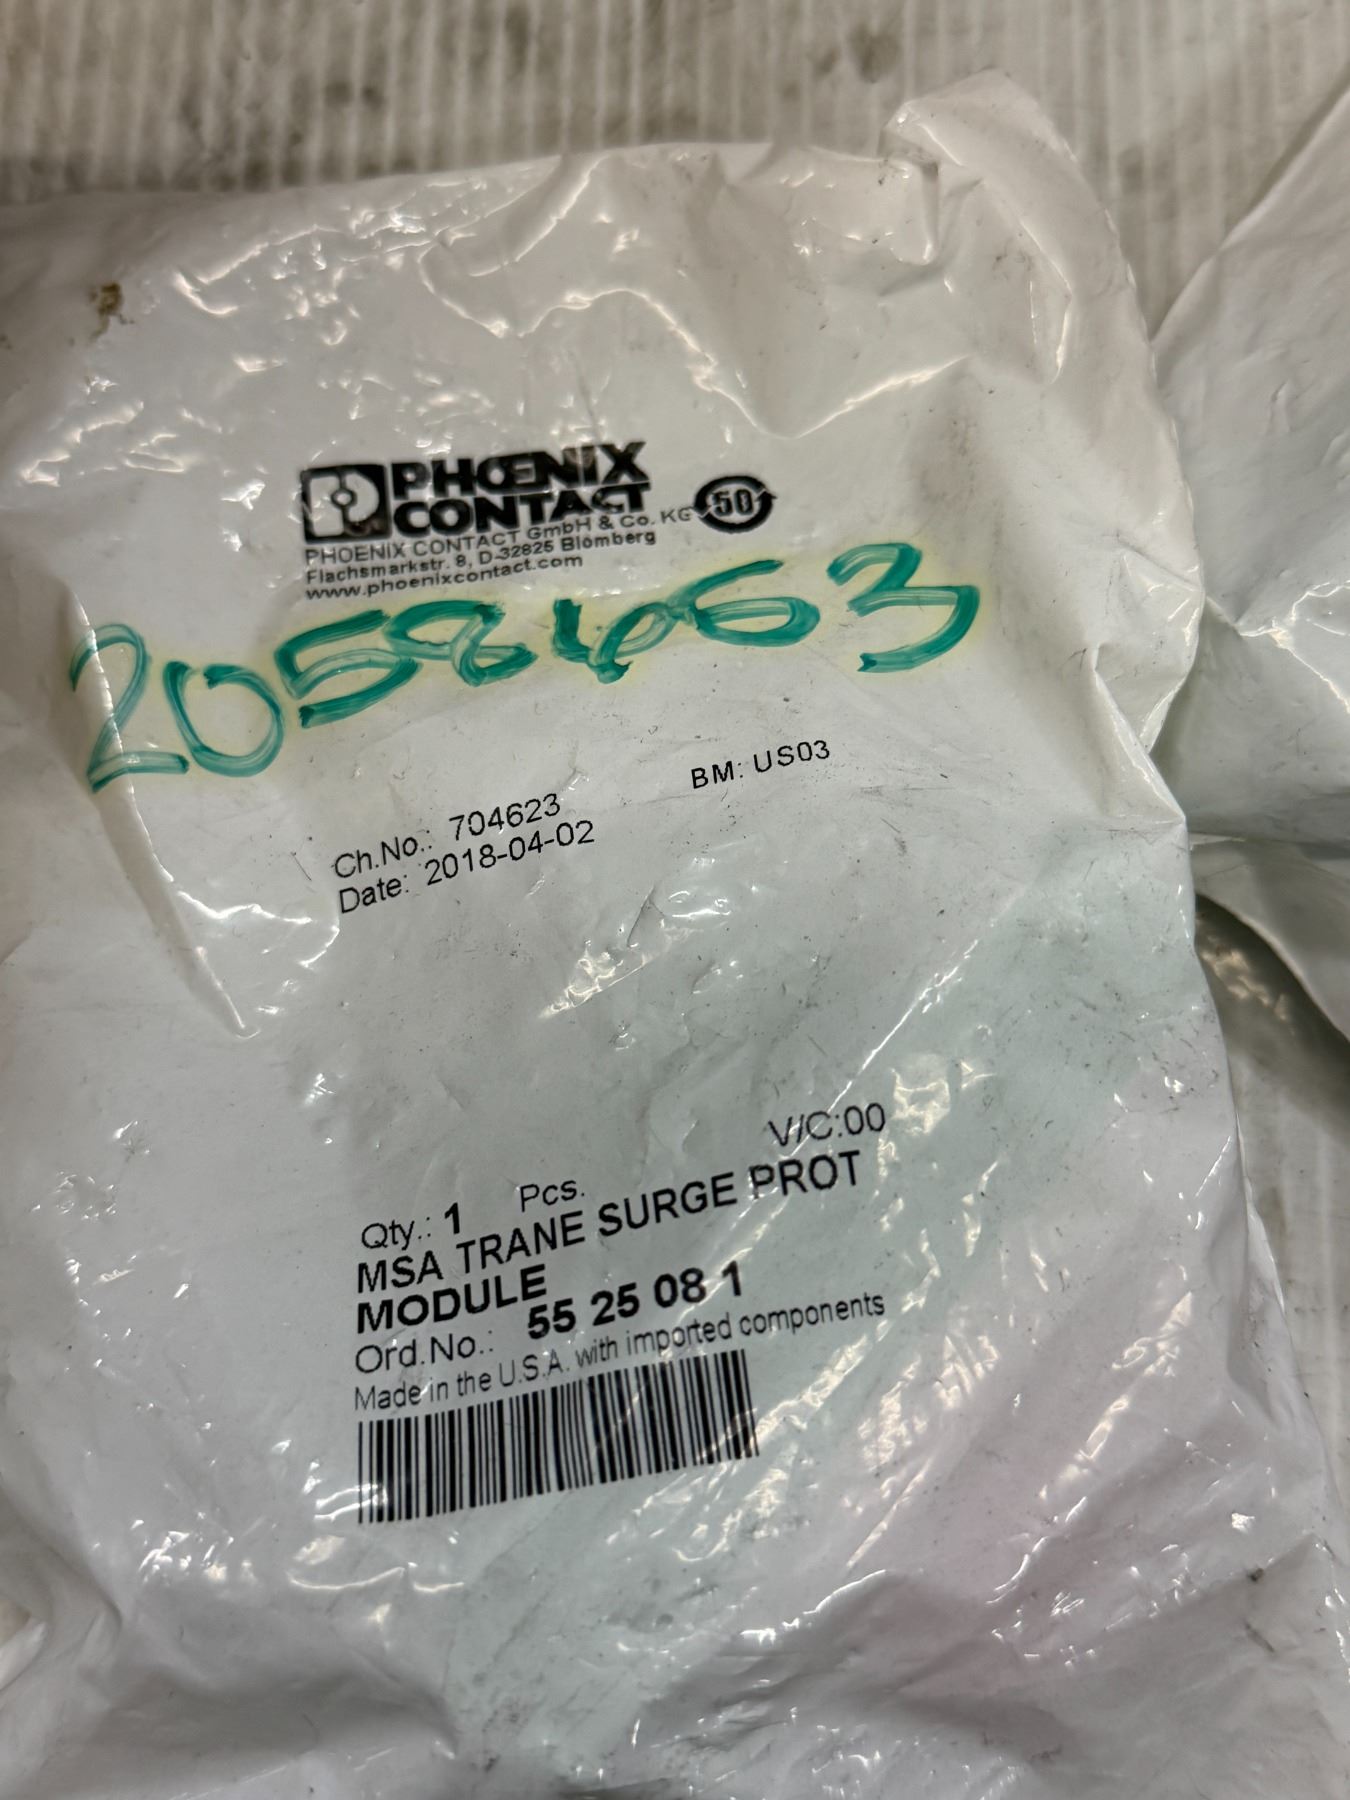 PHOENIX
CONTACT
PHOENIX CONTACT GmbH & Co. KG
50
Flachsmarkstr. 8, D-32825 Blomberg
www.phoenixcontact.com
2058663
BM: US03
Ch.No.: 704623
Date: 2018-04-02
V/C:00
Qty.: 1 Pcs.
MSA TRANE SURGE PROT
MODULE
Ord.No.: 55 25 08 1
Made in the U.S.A. with imported components